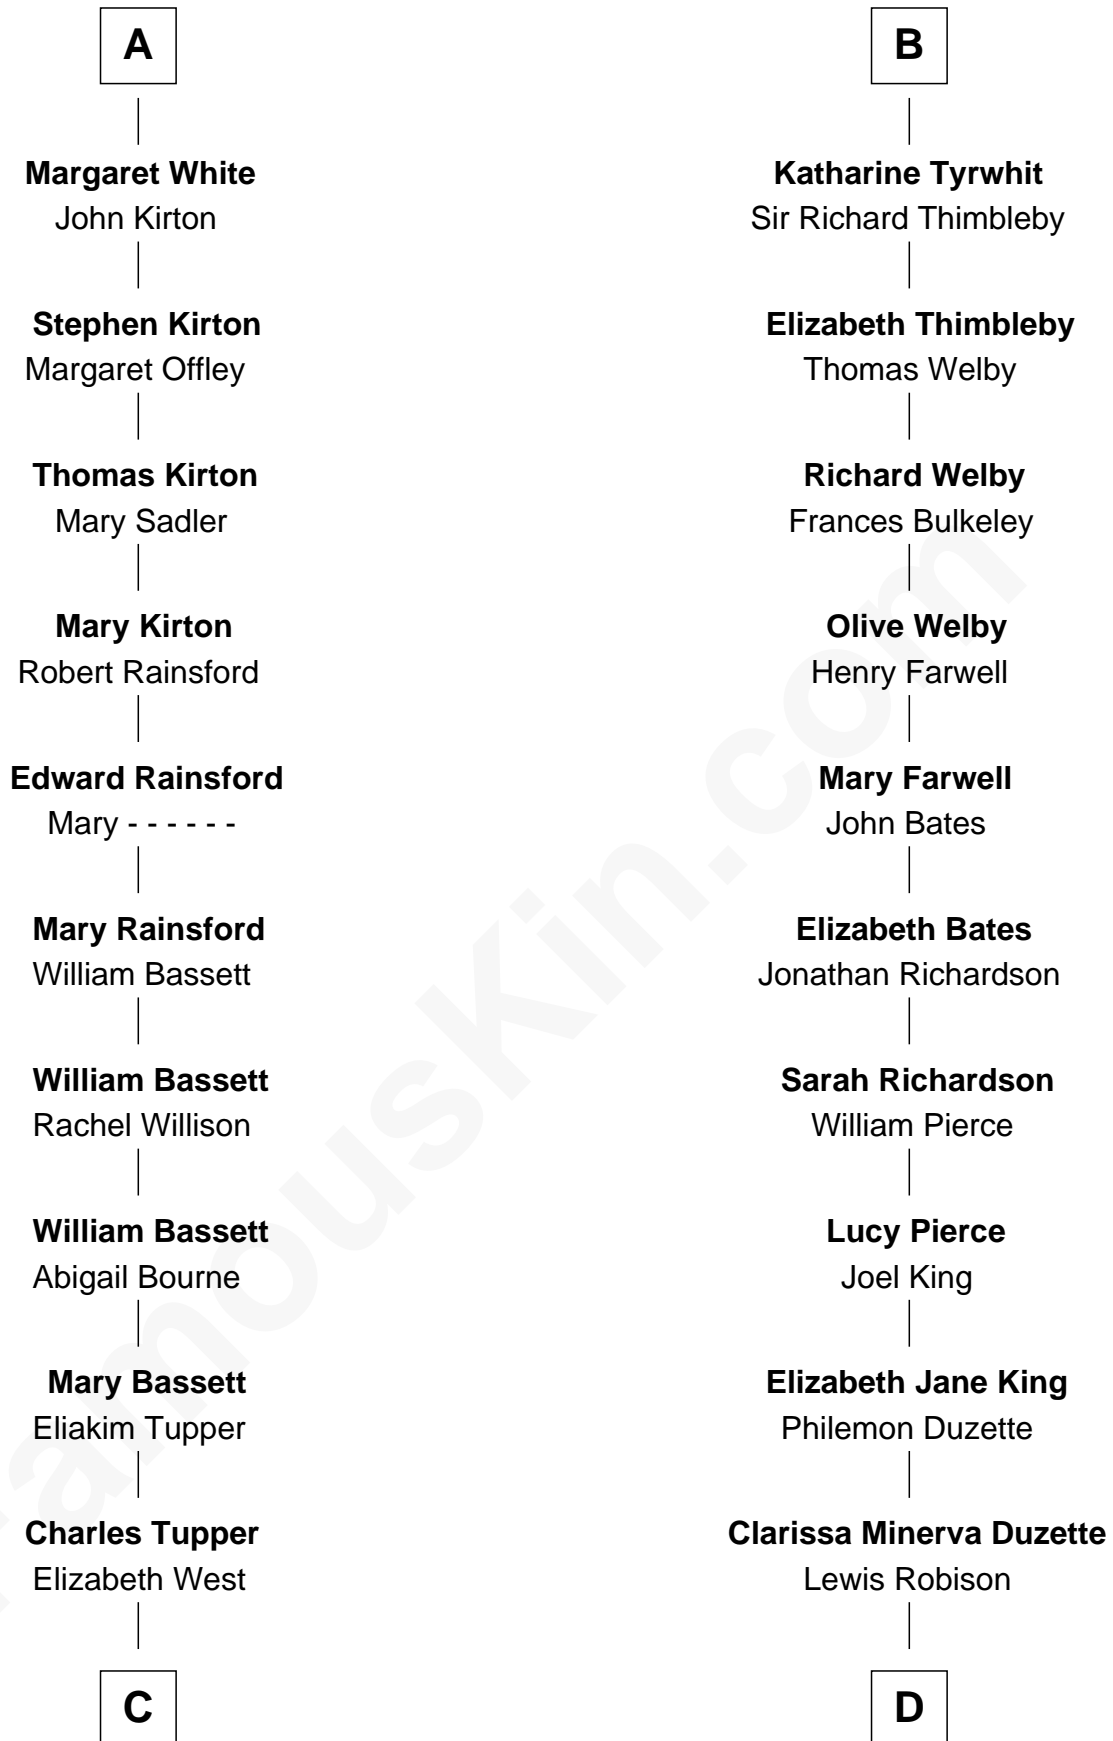 A
Margaret White
John Kirton
Stephen Kirton
Margaret Offley
Thomas Kirton
Mary Sadler
Mary Kirton
Robert Rainsford
Edward Rainsford
Mary - - - - - -
Mary Rainsford
William Bassett
William Bassett
Rachel Willison
William Bassett
Abigail Bourne
Mary Bassett
Eliakim Tupper
Charles Tupper
Elizabeth West
C
B
Katharine Tyrwhit
Sir Richard Thimbleby
Elizabeth Thimbleby
Thomas Welby
Richard Welby
Frances Bulkeley
Olive Welby
Henry Farwell
Mary Farwell
John Bates
Elizabeth Bates
Jonathan Richardson
Sarah Richardson
William Pierce
Lucy Pierce
Joel King
Elizabeth Jane King
Philemon Duzette
Clarissa Minerva Duzette
Lewis Robison
D
FamousKin.com